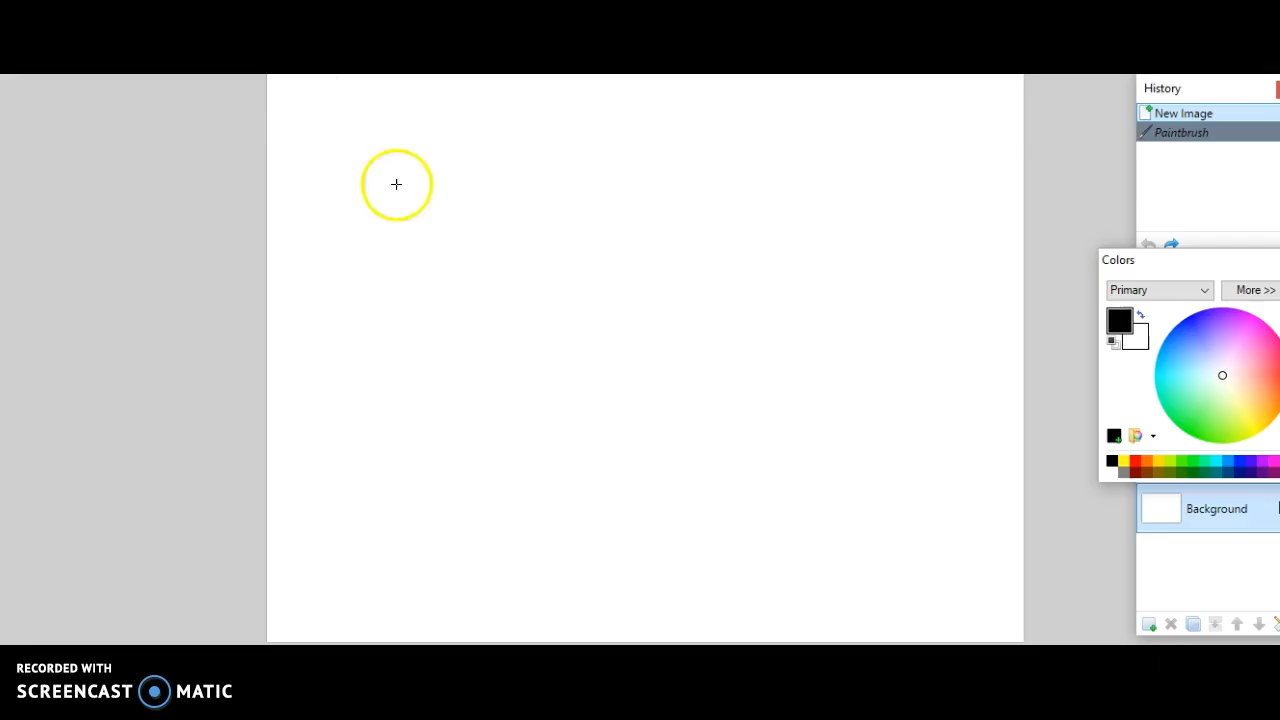 History
New Image
Paintbrush
Colors
Primary
More >>
Background
RECORDED WITH
SCREENCAST MATIC